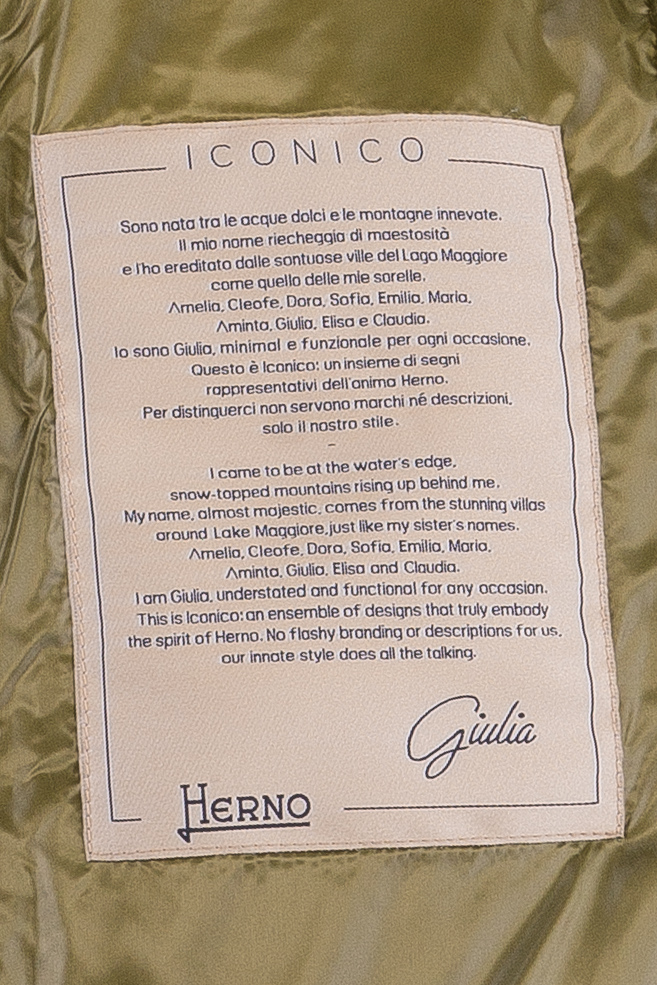 ICONICO
Sono nata tra le acque dolci e le montagne innevate.
Il mio nome riecheggia di maestosità
e l'ho ereditato dalle sontuose ville del Lago Maggiore
come quello delle mie sorelle.
Amelia, Cleofe, Dora, Sofia, Emilia, Maria,
Aminta, Giulia, Elisa e Claudia.
Io sono Giulia, minimal e funzionale per ogni occasione.
Questo è Iconico: un insieme di segni
rappresentativi dell'anima Herno.
Per distinguerci non servono marchi né descrizioni,
solo il nostro stile.
–
I came to be at the water's edge,
snow-topped mountains rising up behind me.
My name, almost majestic, comes from the stunning villas
around Lake Maggiore, just like my sister's names.
Amelia, Cleofe, Dora, Sofia, Emilia, Maria,
Aminta, Giulia, Elisa and Claudia.
I am Giulia, understated and functional for any occasion.
This is Iconico: an ensemble of designs that truly embody
the spirit of Herno. No flashy branding or descriptions for us,
our innate style does all the talking.
Giulia
HERNO